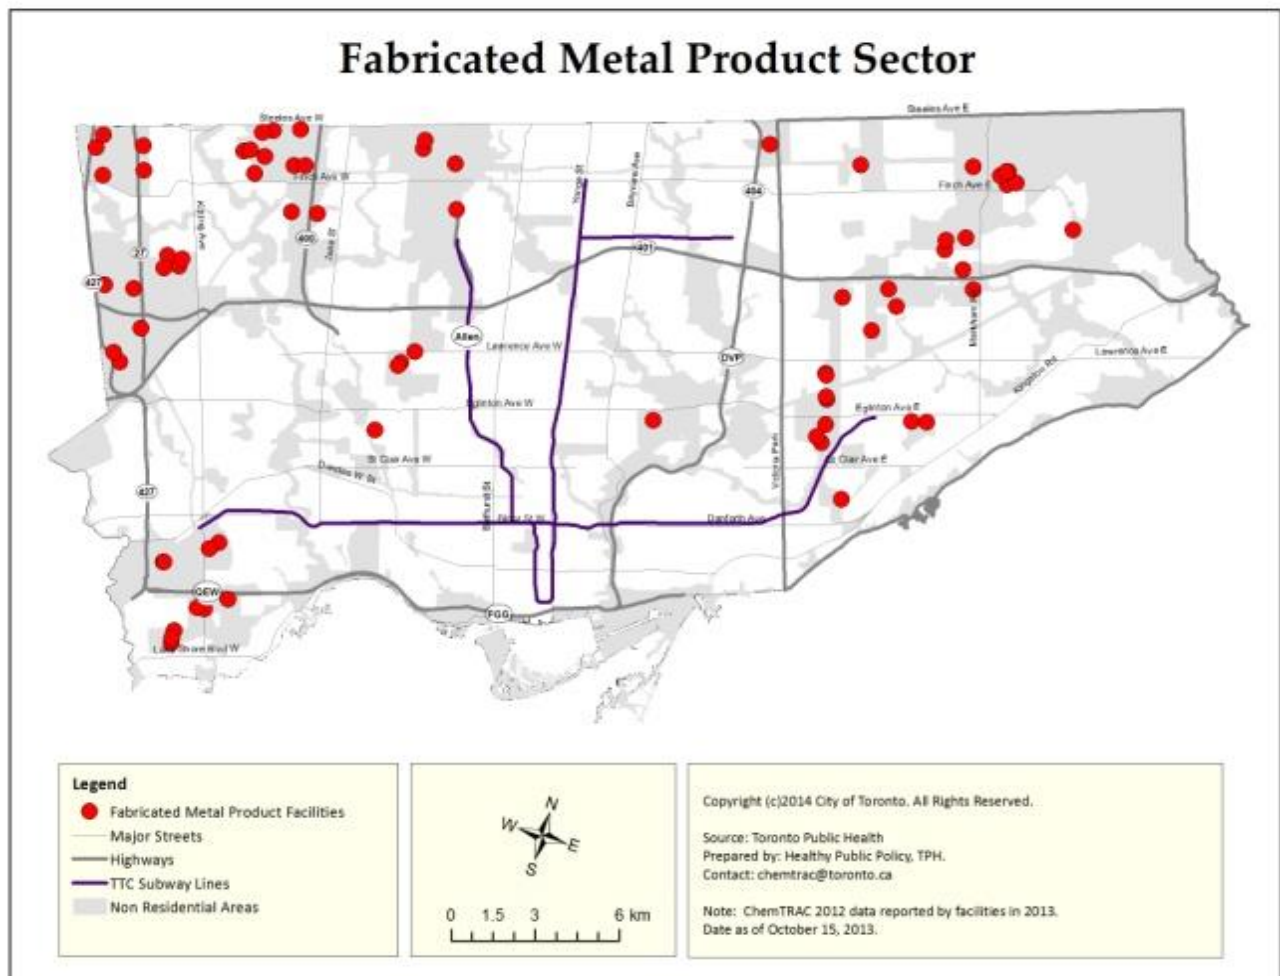 Fabricated Metal Product Sector
Steeles Ave E
Steeles Ave W
Finch Ave W
Finch Ave E
Yonge St
Bayview Ave
404
Kipling Ave
400
Jane St
27
401
427
Markham
Allen
Lawrence Ave W
DVP
Lawrence Ave E
Kingston Rd
Eglinton Ave W
Eglinton Ave E
Victoria Park
St Clair Ave W
St Clair Ave E
Dundas W St
427
Bathurst St
Bloor St W
Danforth Ave
QEW
FGG
Lake Shore Blvd W
Legend
Fabricated Metal Product Facilities
Major Streets
Highways
TTC Subway Lines
Non Residential Areas
N
W
E
S
0 1.5 3 6 km
Copyright (c)2014 City of Toronto. All Rights Reserved.
Source: Toronto Public Health
Prepared by: Healthy Public Policy, TPH.
Contact: chemtrac@toronto.ca
Note: ChemTRAC 2012 data reported by facilities in 2013.
Date as of October 15, 2013.